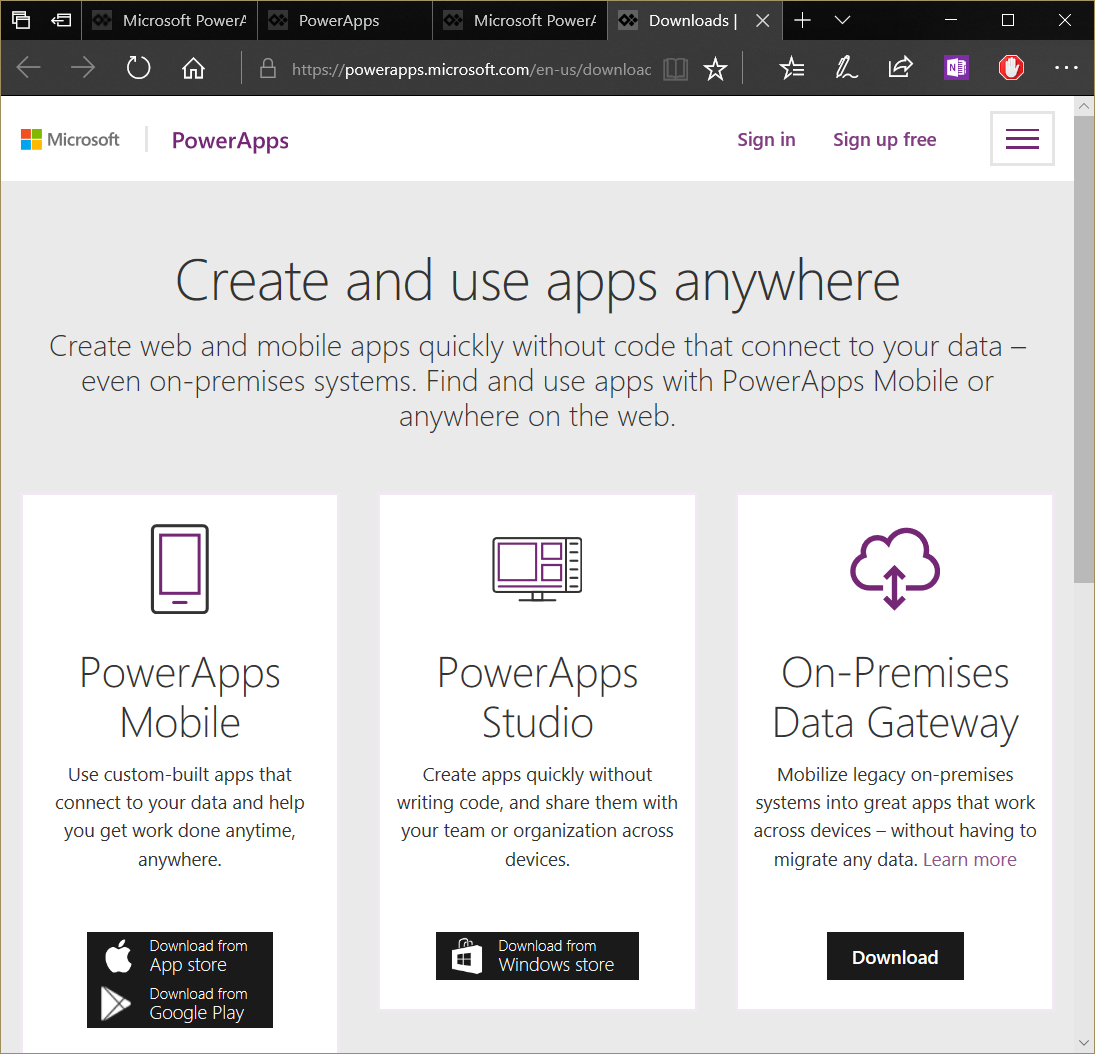 Microsoft PowerA
PowerApps
Microsoft PowerA
Downloads |
https://powerapps.microsoft.com/en-us/downloac
N
Microsoft
PowerApps
Sign in
Sign up free
Create and use apps anywhere
Create web and mobile apps quickly without code that connect to your data –
even on-premises systems. Find and use apps with PowerApps Mobile or
anywhere on the web.
PowerApps
Mobile
Use custom-built apps that
connect to your data and help
you get work done anytime,
anywhere.
Download from
App store
Download from
Google Play
PowerApps
Studio
Create apps quickly without
writing code, and share them with
your team or organization across
devices.
Download from
Windows store
On-Premises
Data Gateway
Mobilize legacy on-premises
systems into great apps that work
across devices – without having to
migrate any data. Learn more
Download